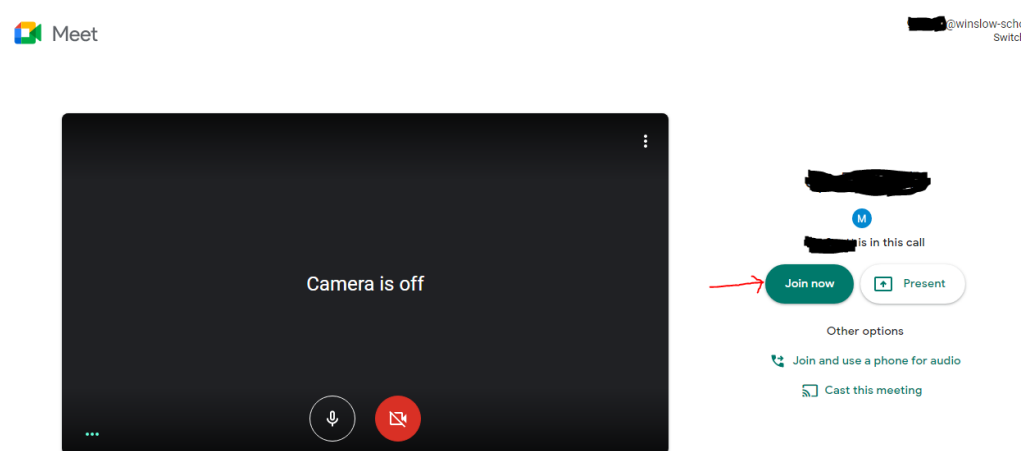 Meet
@winslow-scho
Switch
Camera is off
M
is in this call
Join now
Present
Other options
Join and use a phone for audio
Cast this meeting